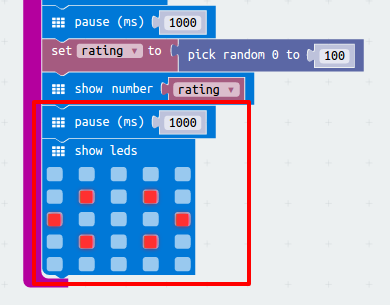 pause (ms) 1000
set rating to pick random 0 to 100
show number rating
pause (ms) 1000
show leds